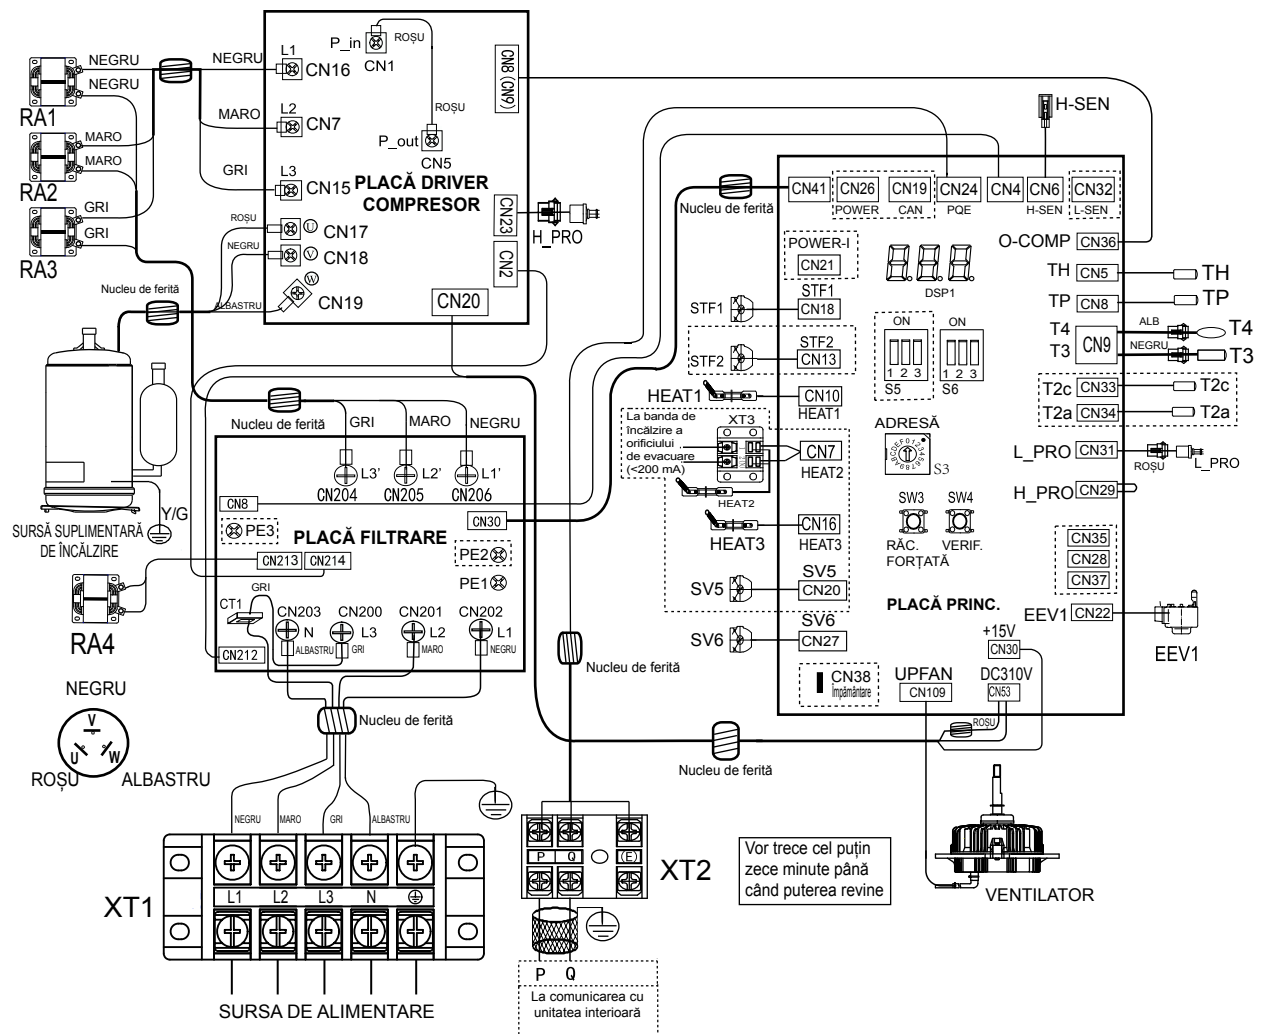 NEGRU
NEGRU
RA1
MARO
MARO
RA2
GRI
GRI
RA3
NEGRU
L1
CN16
MARO
L2
CN7
GRI
L3
CN15
P_in
CN1
ROȘU
ROȘU
P_out
CN5
PLACĂ DRIVER
COMPRESOR
CN8 (CN9)
CN23
H_PRO
CN2
CN20
ROȘU
U
CN17
NEGRU
V
CN18
W
ALBASTRU
CN19
Nucleu de ferită
Nucleu de ferită
GRI
MARO
NEGRU
L3'
L2'
L1'
CN204
CN205
CN206
CN8
CN30
PE3
PLACĂ FILTRARE
PE2
PE1
CN213
CN214
GRI
CT1
CN203
CN200
CN201
CN202
N
L3
L2
L1
ALBASTRU
GRI
MARO
NEGRU
CN212
Y/G
SURSĂ SUPLIMENTARĂ
DE ÎNCĂLZIRE
RA4
NEGRU
V
U
W
ROȘU
ALBASTRU
Nucleu de ferită
NEGRU
MARO
GRI
ALBASTRU
XT1
L1
L2
L3
N
SURSA DE ALIMENTARE
Nucleu de ferită
Nucleu de ferită
Nucleu de ferită
P
Q
(E)
XT2
P
Q
La comunicarea cu
unitatea interioară
Vor trece cel puțin
zece minute până
când puterea revine
H-SEN
CN41
CN26
CN19
CN24
CN4
CN6
CN32
POWER
CAN
PQE
H-SEN
L-SEN
POWER-I
CN21
DSP1
O-COMP
CN36
TH
CN5
TH
TP
CN8
TP
T4
T3
CN9
ALB
T4
NEGRU
T3
T2c
CN33
T2c
T2a
CN34
T2a
L_PRO
CN31
ROȘU
L_PRO
H_PRO
CN29
CN35
CN28
CN37
EEV1
CN22
EEV1
STF1
STF1
CN18
STF2
STF2
CN13
ON
1 2 3
S5
ON
1 2 3
S6
HEAT1
CN10
HEAT1
La banda de
încălzire a
orificiului
de evacuare
(<200 mA)
XT3
CN7
HEAT2
HEAT2
HEAT3
CN16
HEAT3
SV5
SV5
CN20
SV6
SV6
CN27
ADRESĂ
S3
SW3
SW4
RĂC.
FORȚATĂ
VERIF.
PLACĂ PRINC.
CN38
Împământare
UPFAN
CN109
+15V
CN30
DC310V
CN53
ROȘU
VENTILATOR